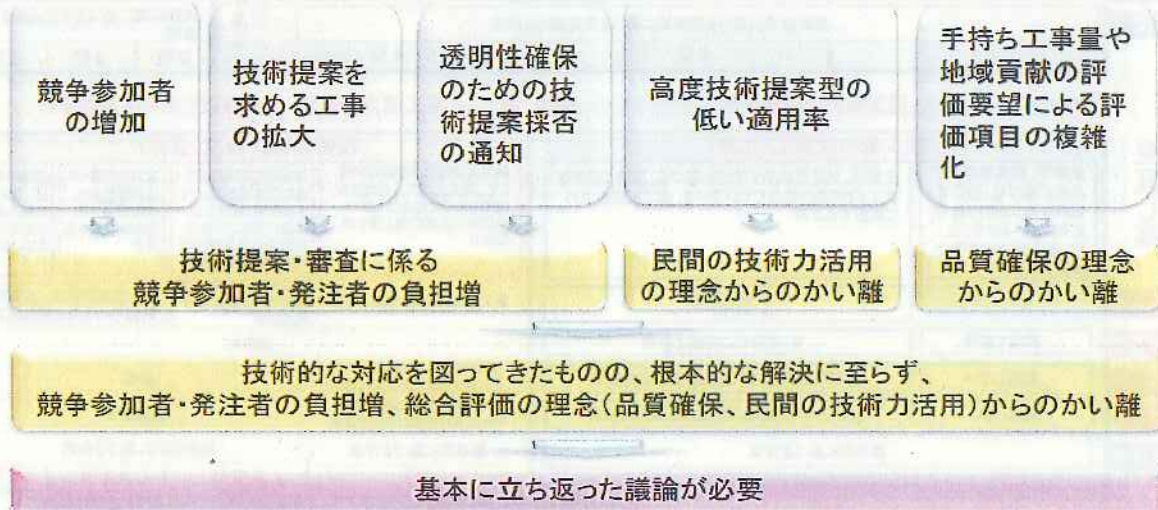 競争参加者
の増加
技術提案を
求める工事
の拡大
透明性確保
のための技
術提案採否
の通知
高度技術提案型の
低い適用率
手持ち工事量や
地域貢献の評
価要望による評
価項目の複雑
化
技術提案・審査に係る
競争参加者・発注者の負担増
民間の技術力活用
の理念からのかい離
品質確保の理念
からのかい離
技術的な対応を図ってきたものの、根本的な解決に至らず、
競争参加者・発注者の負担増、総合評価の理念(品質確保、民間の技術力活用)からのかい離
基本に立ち返った議論が必要